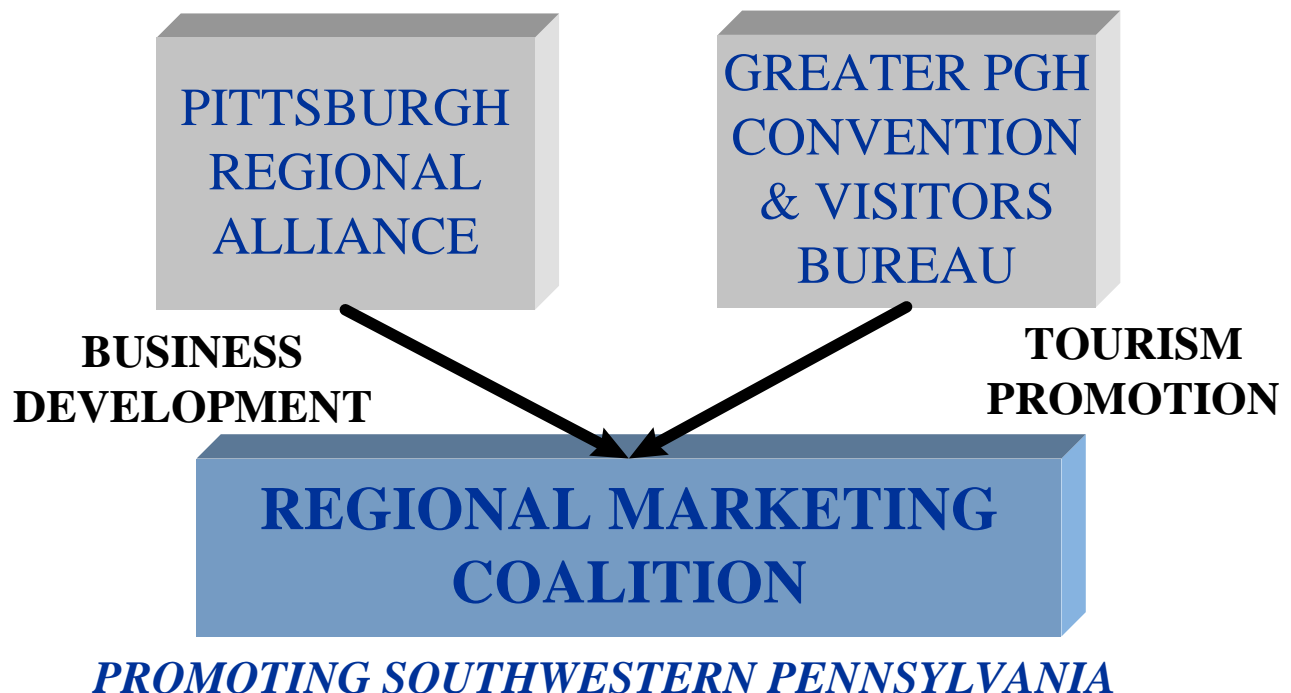 PITTSBURGH
REGIONAL
ALLIANCE
GREATER PGH
CONVENTION
& VISITORS
BUREAU
BUSINESS
DEVELOPMENT
TOURISM
PROMOTION
REGIONAL MARKETING
COALITION
PROMOTING SOUTHWESTERN PENNSYLVANIA